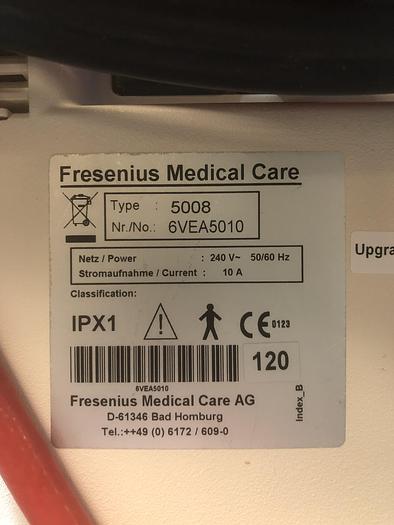 Fresenius Medical Care
Type : 5008
Nr./No.: 6VEA5010
Netz / Power : 240 V~ 50/60 Hz
Stromaufnahme / Current : 10 A
Classification:
IPX1
CE 0123
120
6VEA5010
Fresenius Medical Care AG
D-61346 Bad Homburg
Tel.:++49 (0) 6172 / 609-0
Index_B